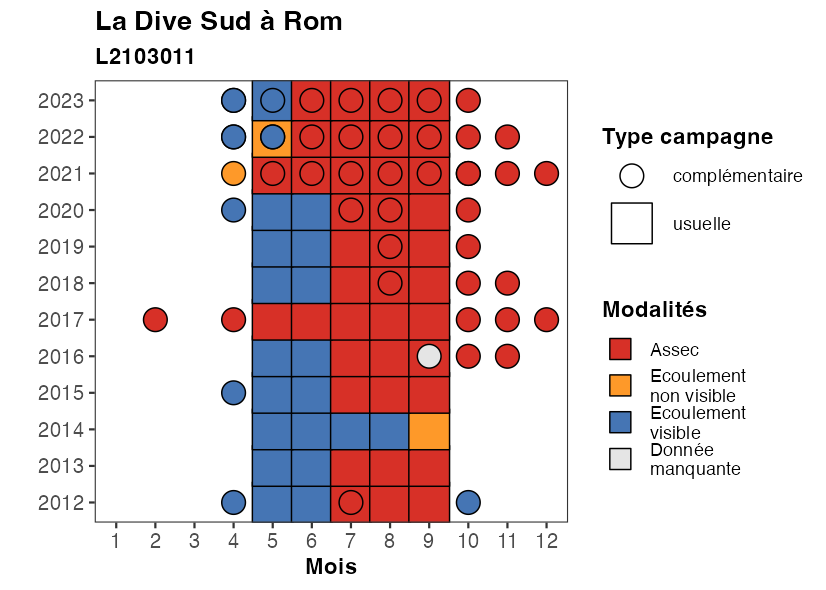 La Dive Sud à Rom
L2103011
2023
2022
2021
2020
2019
2018
2017
2016
2015
2014
2013
2012
1 2 3 4 5 6 7 8 9 10 11 12
Mois
Type campagne
complémentaire
usuelle
Modalités
Assec
Ecoulement
non visible
Ecoulement
visible
Donnée
manquante